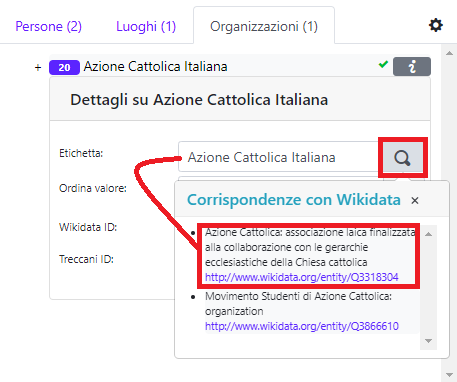 Persone (2) Luoghi (1) Organizzazioni (1)
+ 20 Azione Cattolica Italiana i
Dettagli su Azione Cattolica Italiana
Etichetta: Azione Cattolica Italiana
Ordina valore:
Corrispondenze con Wikidata ×
Wikidata ID:
Azione Cattolica: associazione laica finalizzata
alla collaborazione con le gerarchie
ecclesiastiche della Chiesa cattolica
Treccani ID:
http://www.wikidata.org/entity/Q3318304
Movimento Studenti di Azione Cattolica:
organization
http://www.wikidata.org/entity/Q3866610